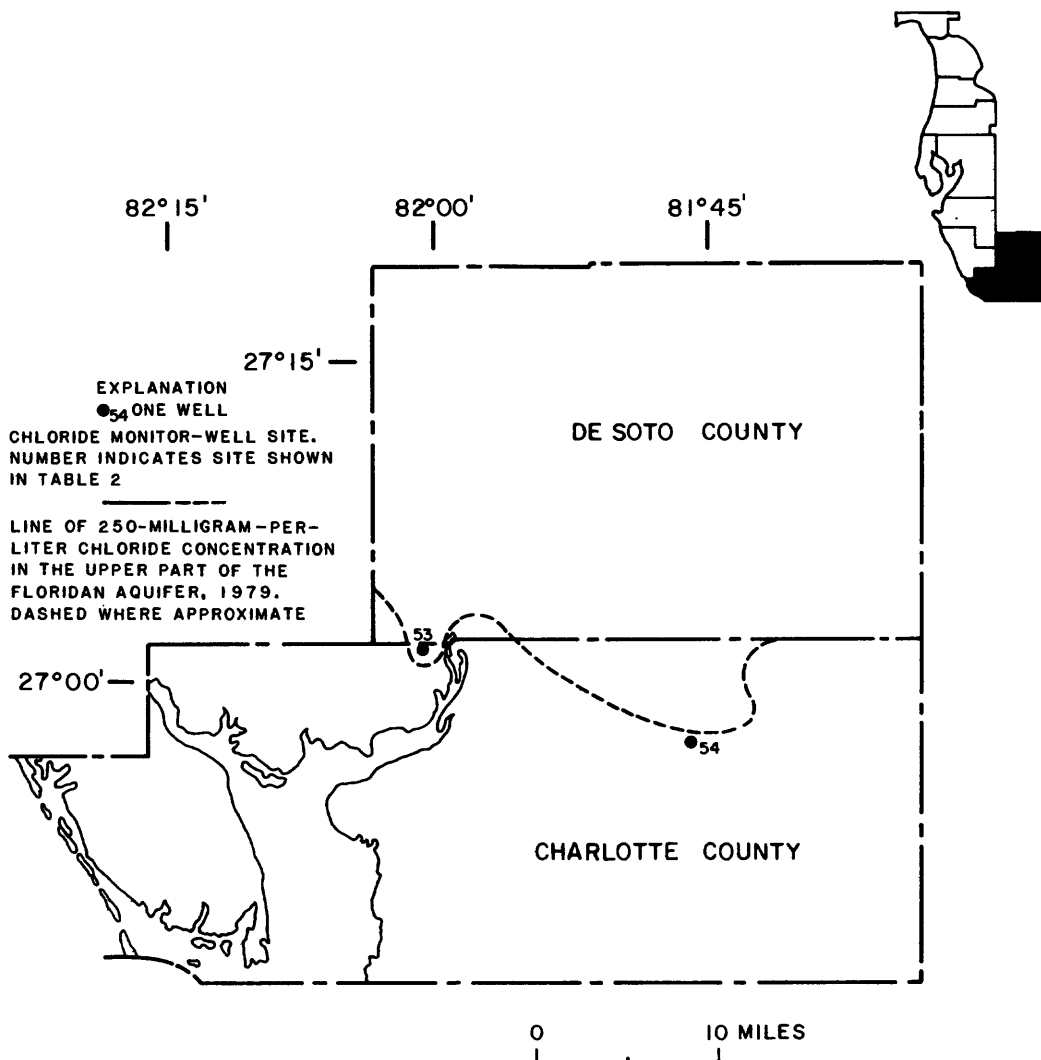 82°15'
82°00'
81°45'
27°15'
EXPLANATION
54 ONE WELL
CHLORIDE MONITOR-WELL SITE.
NUMBER INDICATES SITE SHOWN
IN TABLE 2
LINE OF 250-MILLIGRAM-PER-
LITER CHLORIDE CONCENTRATION
IN THE UPPER PART OF THE
FLORIDAN AQUIFER, 1979.
DASHED WHERE APPROXIMATE
DE SOTO COUNTY
53
27°00'
54
CHARLOTTE COUNTY
0 10 MILES